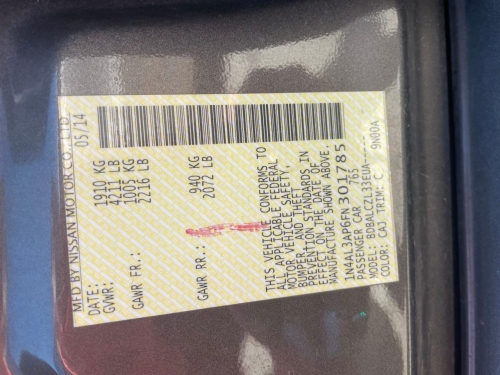 MFD BY NISSAN MOTOR CO., LTD.
DATE: 05/14
GVWR: 1910 KG
4211 LB
GAWR FR.: 1005 KG
2216 LB
GAWR RR.: 940 KG
2072 LB
THIS VEHICLE CONFORMS TO
ALL APPLICABLE FEDERAL
MOTOR VEHICLE SAFETY,
BUMPER, AND THEFT
PREVENTION STANDARDS IN
EFFECT ON THE DATE OF
MANUFACTURE SHOWN ABOVE.
1N4AL3AP6FN301785
PASSENGER CAR 765
MODEL: BDBALCZL33EUA-----
COLOR: CAJ TRIM: C 9N00A